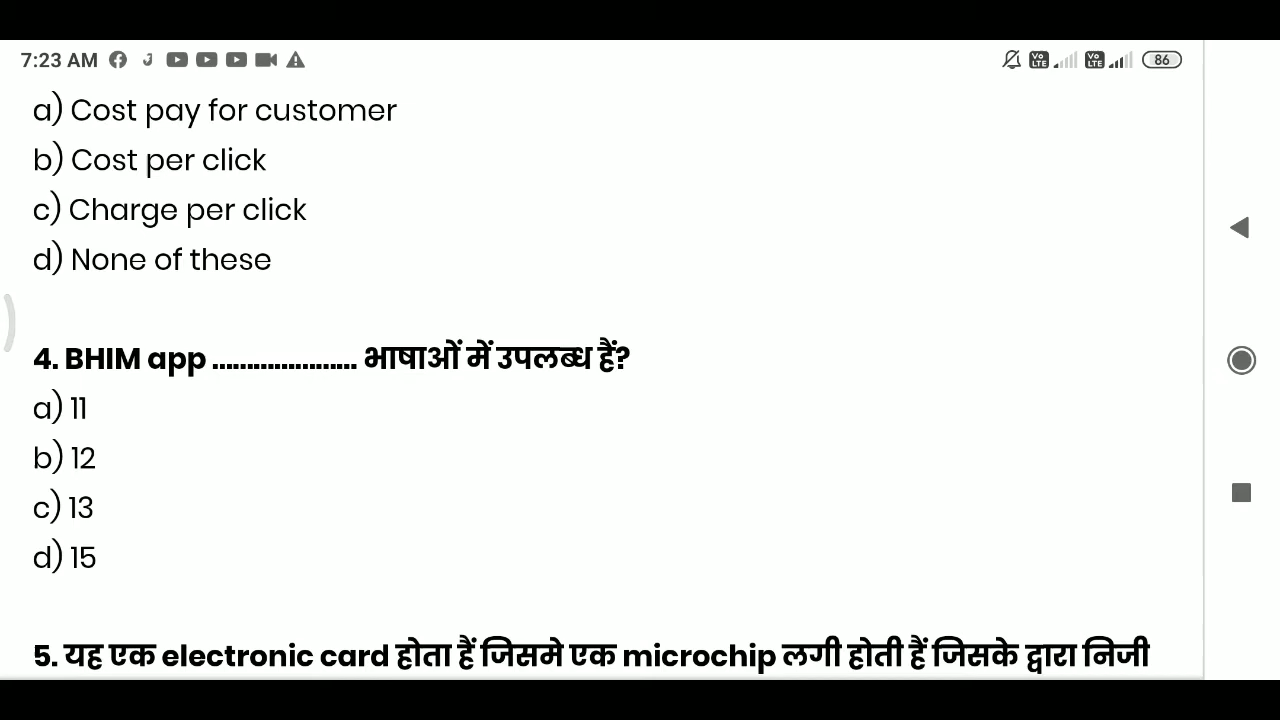 7:23 AM
86
a) Cost pay for customer
b) Cost per click
c) Charge per click
d) None of these
4. BHIM app ..................... भाषाओं में उपलब्ध हैं?
a) 11
b) 12
c) 13
d) 15
5. यह एक electronic card होता हैं जिसमे एक microchip लगी होती हैं जिसके द्वारा निजी